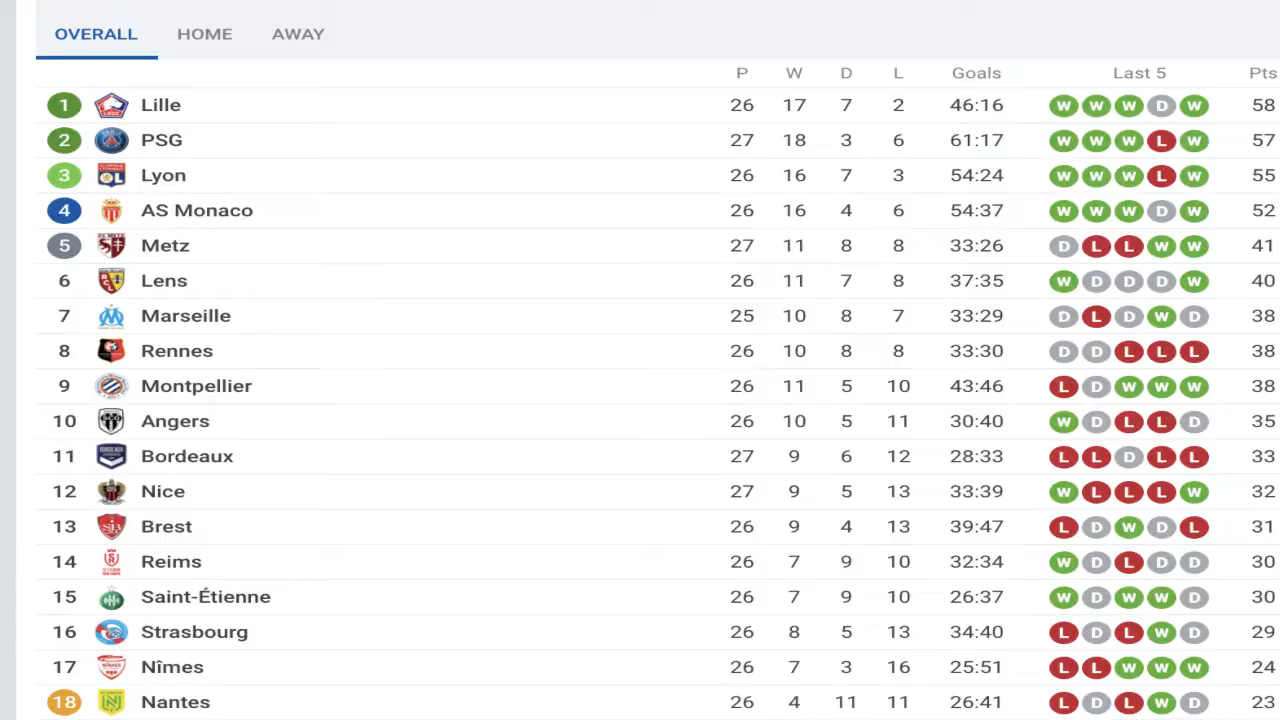 OVERALL HOME AWAY
P W D L Goals Last 5 Pts
1 Lille 26 17 7 2 46:16 W W W D W 58
2 PSG 27 18 3 6 61:17 W W W L W 57
3 Lyon 26 16 7 3 54:24 W W W L W 55
4 AS Monaco 26 16 4 6 54:37 W W W D W 52
5 Metz 27 11 8 8 33:26 D L L W W 41
6 Lens 26 11 7 8 37:35 W D D D W 40
7 Marseille 25 10 8 7 33:29 D L D W D 38
8 Rennes 26 10 8 8 33:30 D D L L L 38
9 Montpellier 26 11 5 10 43:46 L D W W W 38
10 Angers 26 10 5 11 30:40 W D L L D 35
11 Bordeaux 27 9 6 12 28:33 L L D L L 33
12 Nice 27 9 5 13 33:39 W L L L W 32
13 Brest 26 9 4 13 39:47 L D W D L 31
14 Reims 26 7 9 10 32:34 W D L D D 30
15 Saint-Étienne 26 7 9 10 26:37 W D W W D 30
16 Strasbourg 26 8 5 13 34:40 L D L W D 29
17 Nîmes 26 7 3 16 25:51 L L W W W 24
18 Nantes 26 4 11 11 26:41 L D L W D 23